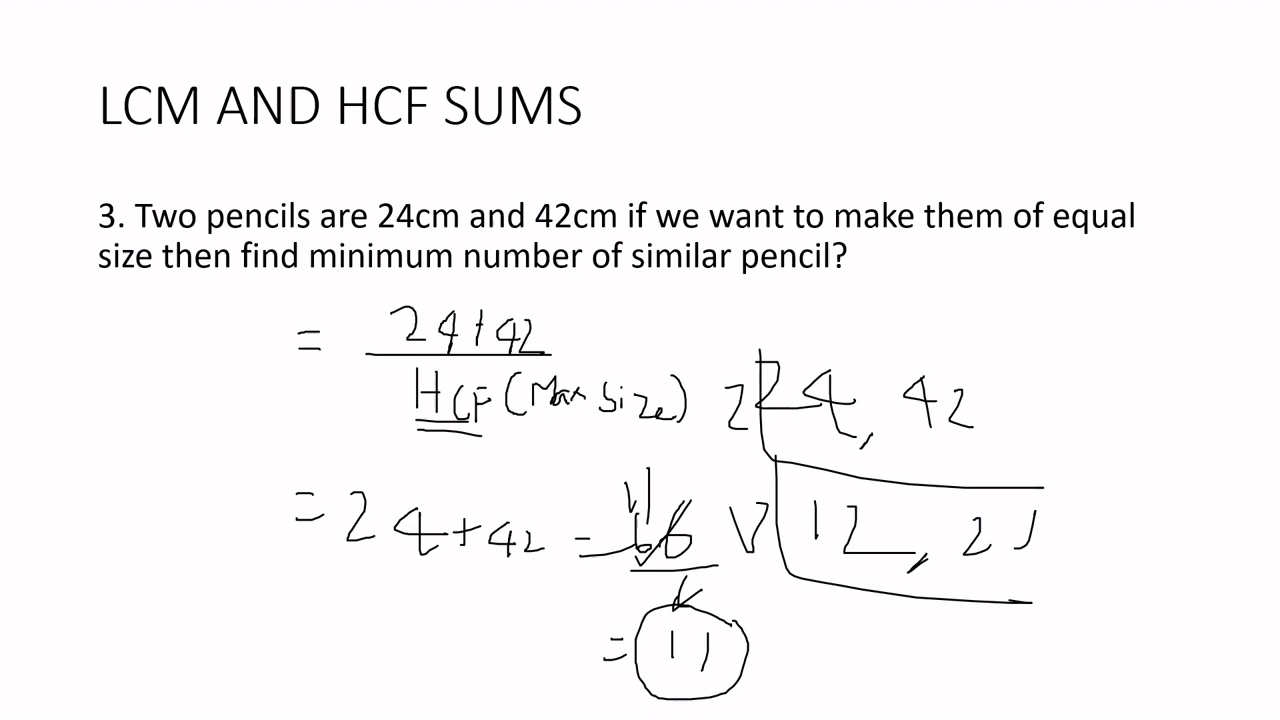 LCM AND HCF SUMS
3. Two pencils are 24cm and 42cm if we want to make them of equal
size then find minimum number of similar pencil?
= 24+42
HCF (Max Size)
2 24, 42
12, 21
= 24+42 = 66
= 11